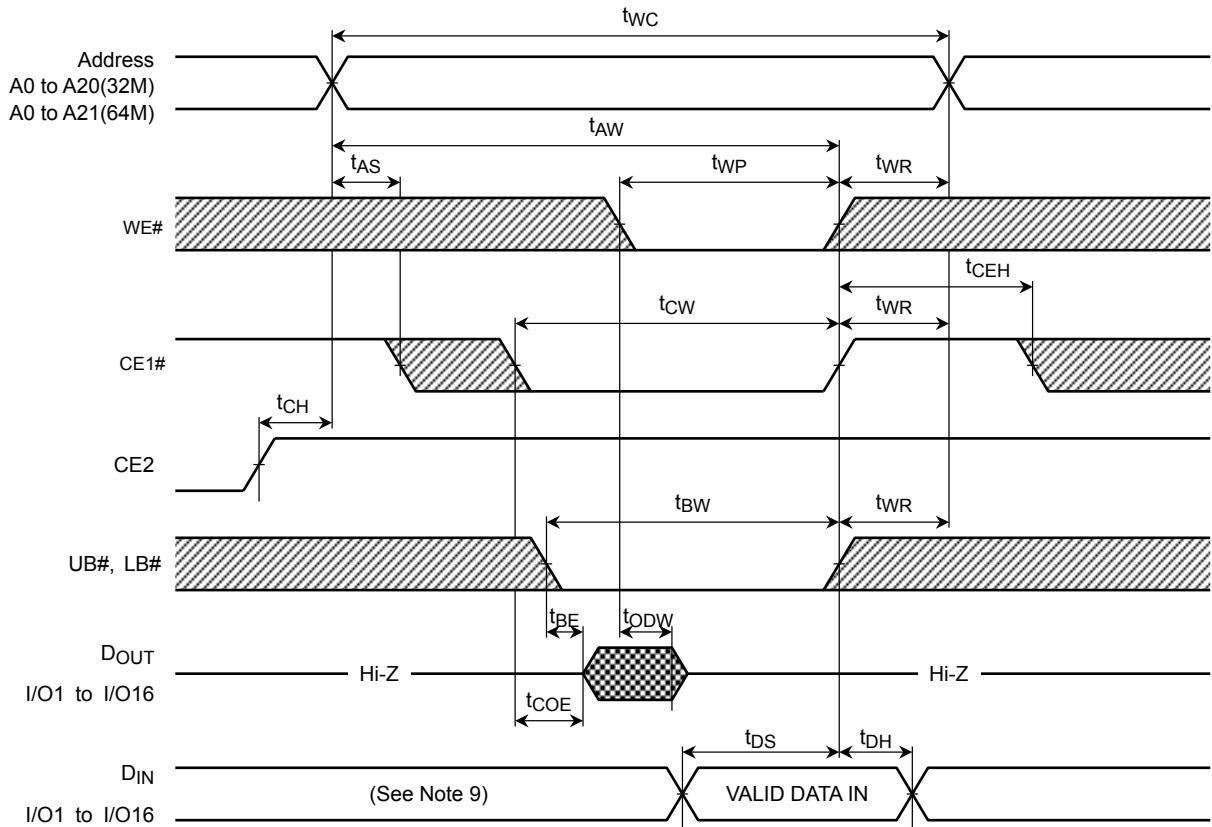 tWC
Address
A0 to A20(32M)
A0 to A21(64M)
tAW
tAS
tWP
tWR
WE#
tCEH
tCW
tWR
CE1#
tCH
CE2
tBW
tWR
UB#, LB#
tBE
tODW
DOUT
I/O1 to I/O16
Hi-Z
Hi-Z
tCOE
tDS
tDH
DIN
I/O1 to I/O16
(See Note 9)
VALID DATA IN